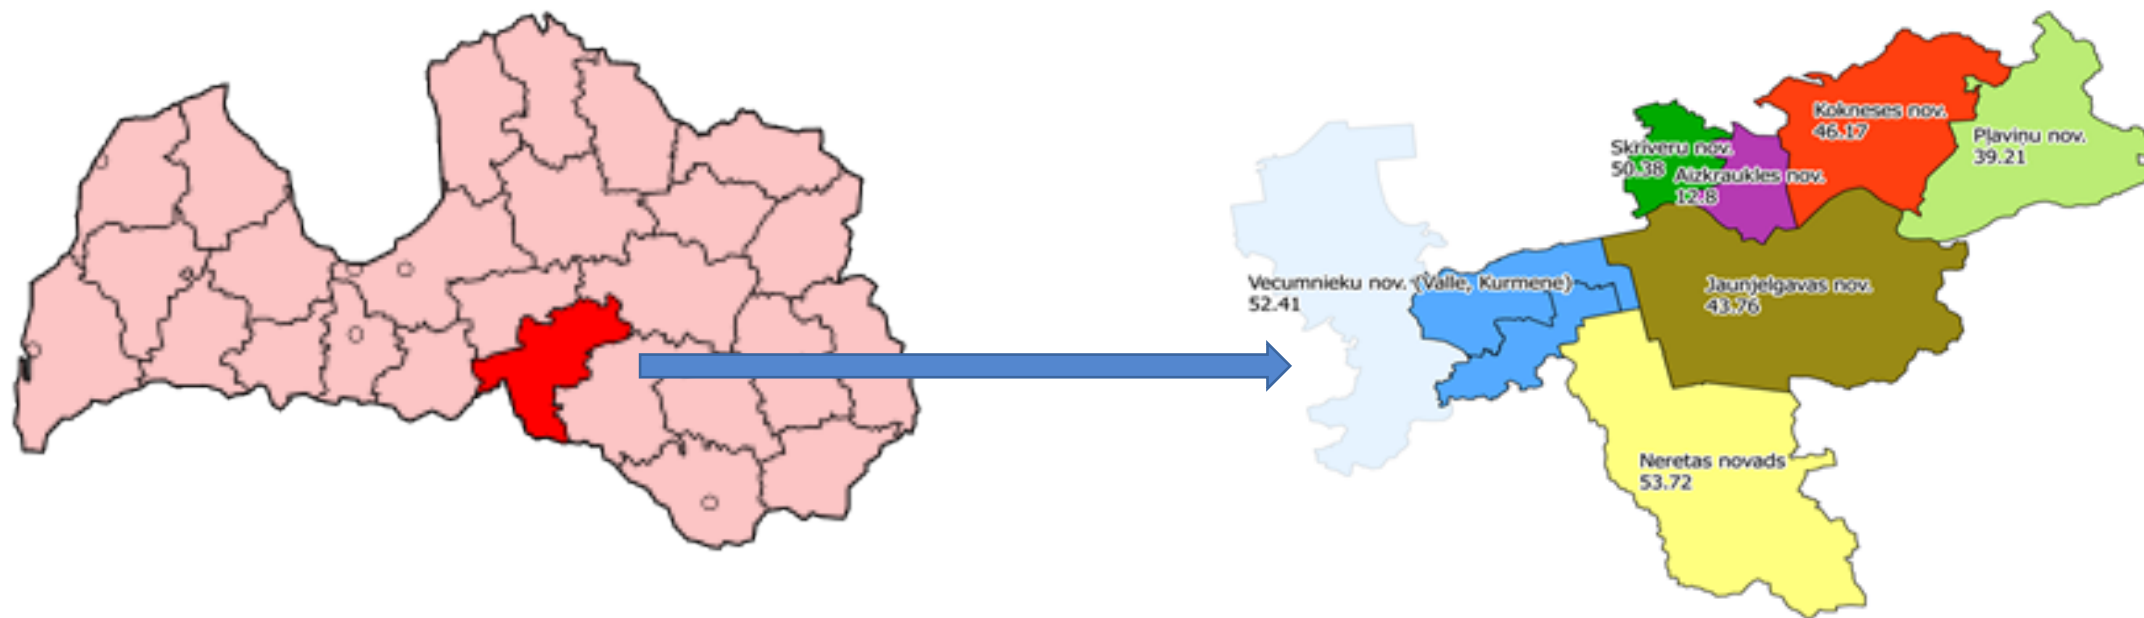 Kokneses nov.
46.17
Pļaviņu nov.
39.21
Skrīveru nov.
50.38
Aizkraukles nov.
12.8
Vecumnieku nov. (Valle, Kurmene)
52.41
Jaunjelgavas nov.
43.76
Neretas novads
53.72